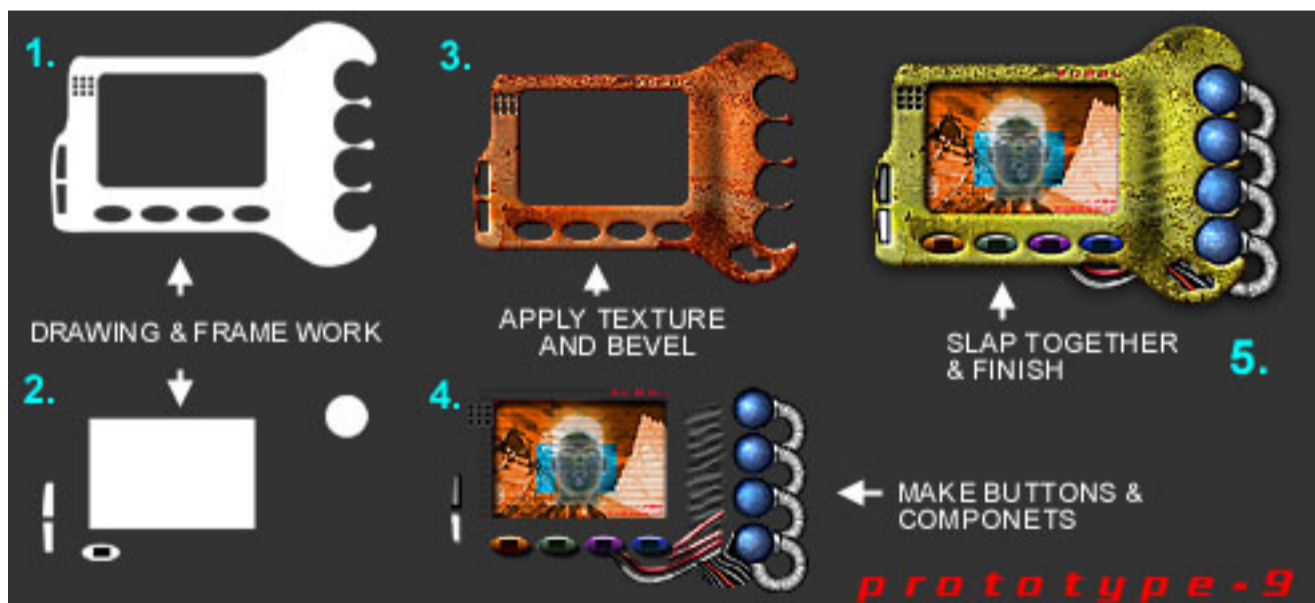 1.
3.
DRAWING & FRAME WORK
APPLY TEXTURE
AND BEVEL
SLAP TOGETHER
& FINISH
5.
2.
4.
MAKE BUTTONS &
COMPONETS
prototype-9